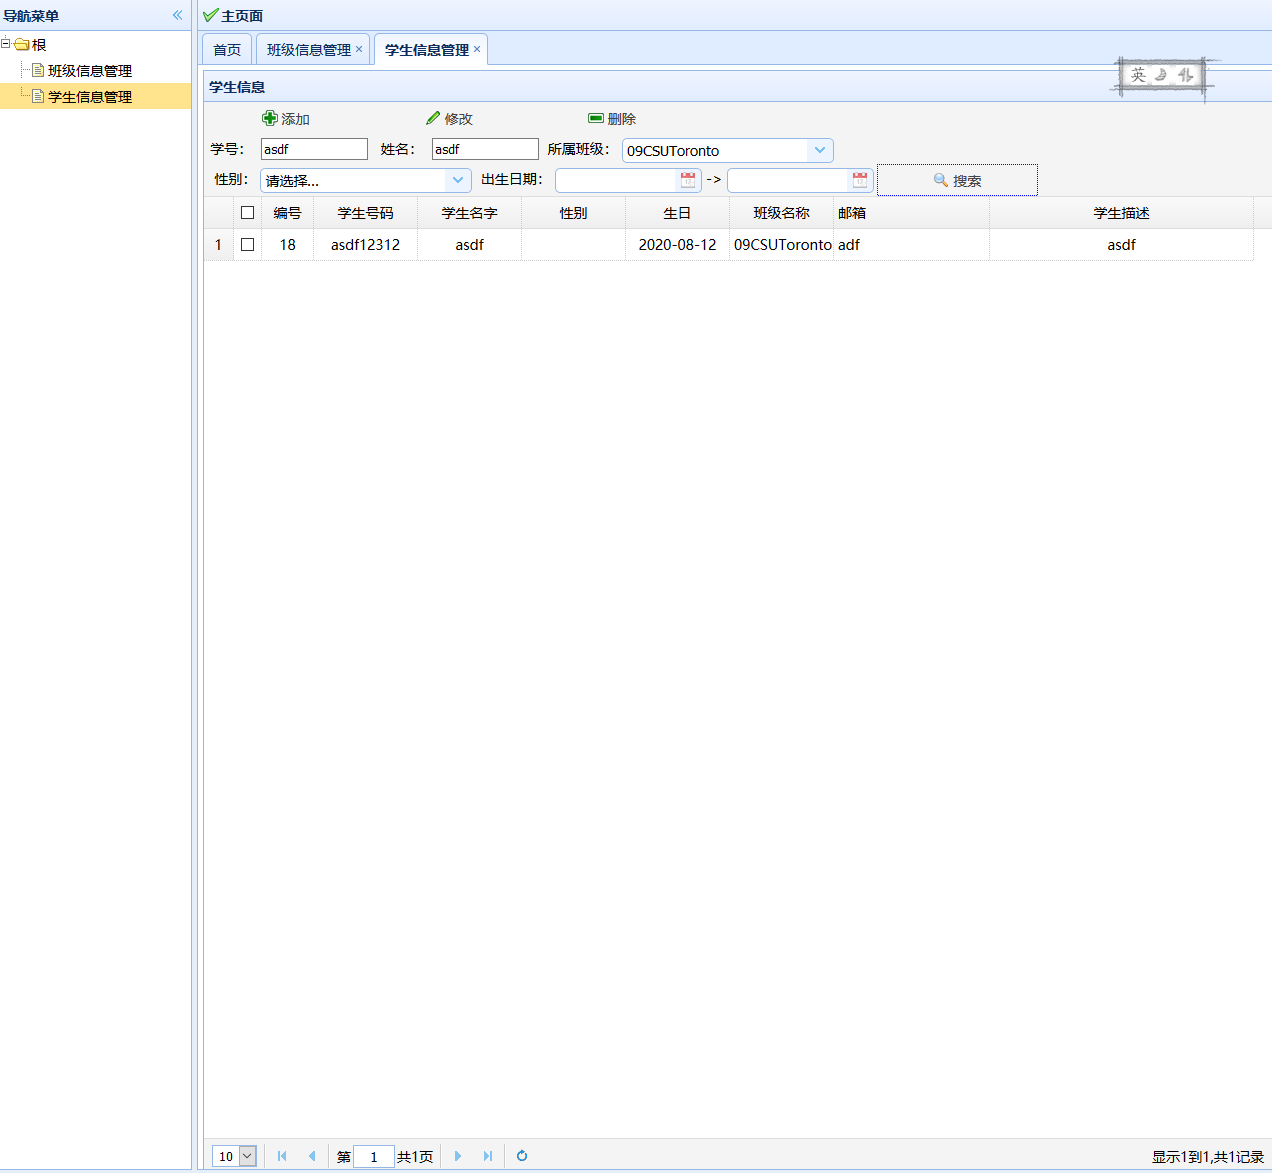 导航菜单
主页面
根
班级信息管理
学生信息管理
首页 班级信息管理 学生信息管理
英
学生信息
添加 修改 删除
学号： asdf 姓名： asdf 所属班级： 09CSUToronto
性别： 请选择... 出生日期： -> 搜索
编号 学生号码 学生名字 性别 生日 班级名称 邮箱 学生描述
1 18 asdf12312 asdf 2020-08-12 09CSUToronto adf asdf
10 第 1 共1页 显示1到1,共1记录